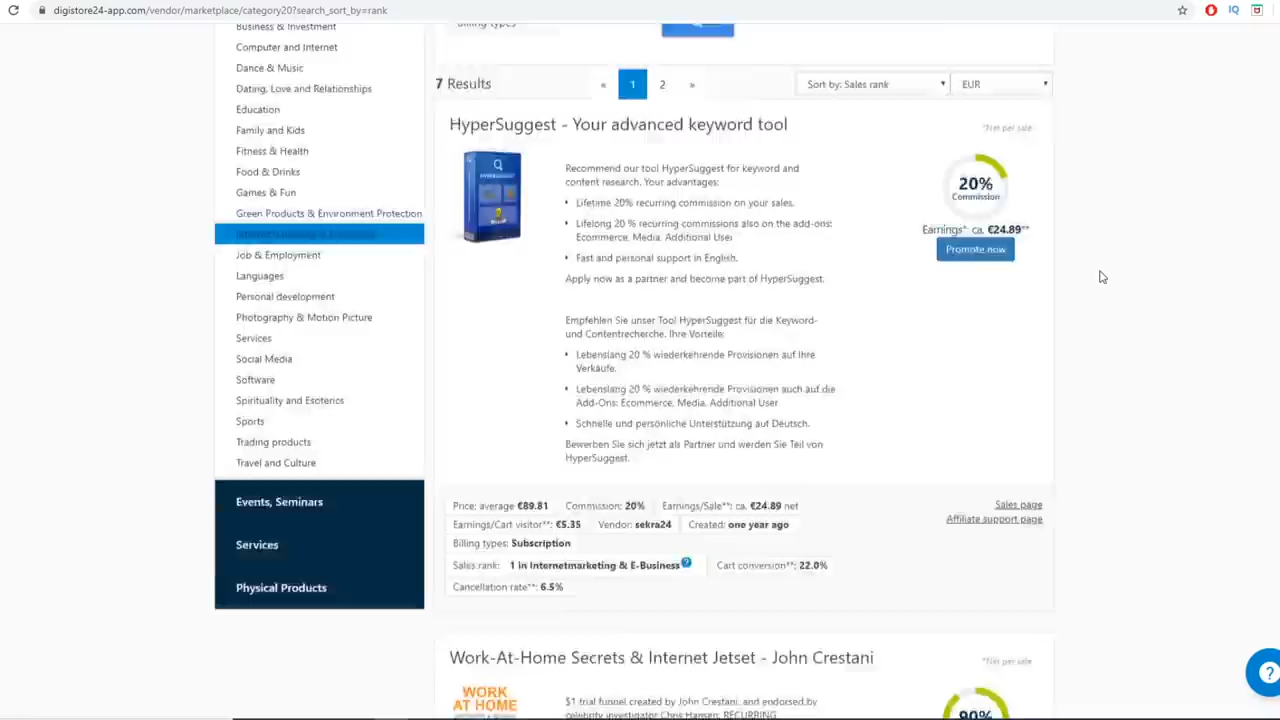 digistore24-app.com/vendor/marketplace/category20?search_sort_by=rank
IQ
Business & Investment
Computer and Internet
Dance & Music
Dating, Love and Relationships
Education
Family and Kids
Fitness & Health
Food & Drinks
Games & Fun
Green Products & Environment Protection
Job & Employment
Languages
Personal development
Photography & Motion Picture
Services
Social Media
Software
Spirituality and Esoterics
Sports
Trading products
Travel and Culture
Events, Seminars
Services
Physical Products
Billing types
7 Results
« 1 2 »
Sort by: Sales rank
EUR
HyperSuggest - Your advanced keyword tool
*Net per sale
HYPERSUGGEST
Recommend our tool HyperSuggest for keyword and
content research. Your advantages:
• Lifetime 20% recurring commission on your sales.
• Lifelong 20 % recurring commissions also on the add-ons:
Ecommerce, Media, Additional User
• Fast and personal support in English.
Apply now as a partner and become part of HyperSuggest.
Empfehlen Sie unser Tool HyperSuggest für die Keyword-
und Contentrecherche. Ihre Vorteile:
• Lebenslang 20 % wiederkehrende Provisionen auf Ihre
Verkäufe.
• Lebenslang 20 % wiederkehrende Provisionen auch auf die
Add-Ons: Ecommerce, Media, Additional User
• Schnelle und persönliche Unterstützung auf Deutsch.
Bewerben Sie sich jetzt als Partner und werden Sie Teil von
HyperSuggest.
20%
Commission
Earnings*: ca. €24.89**
Promote now
Price: average €89.81 Commission: 20% Earnings/Sale**: ca. €24.89 net
Earnings/Cart visitor**: €5.35 Vendor: sekra24 Created: one year ago
Billing types: Subscription
Sales rank: 1 in Internetmarketing & E-Business ? Cart conversion**: 22.0%
Cancellation rate**: 6.5%
Sales page
Affiliate support page
Work-At-Home Secrets & Internet Jetset - John Crestani
*Net per sale
WORK
AT HOME
$1 trial funnel created by John Crestani, and endorsed by
celebrity investigator Chris Hansen. RECURRING
90%
?